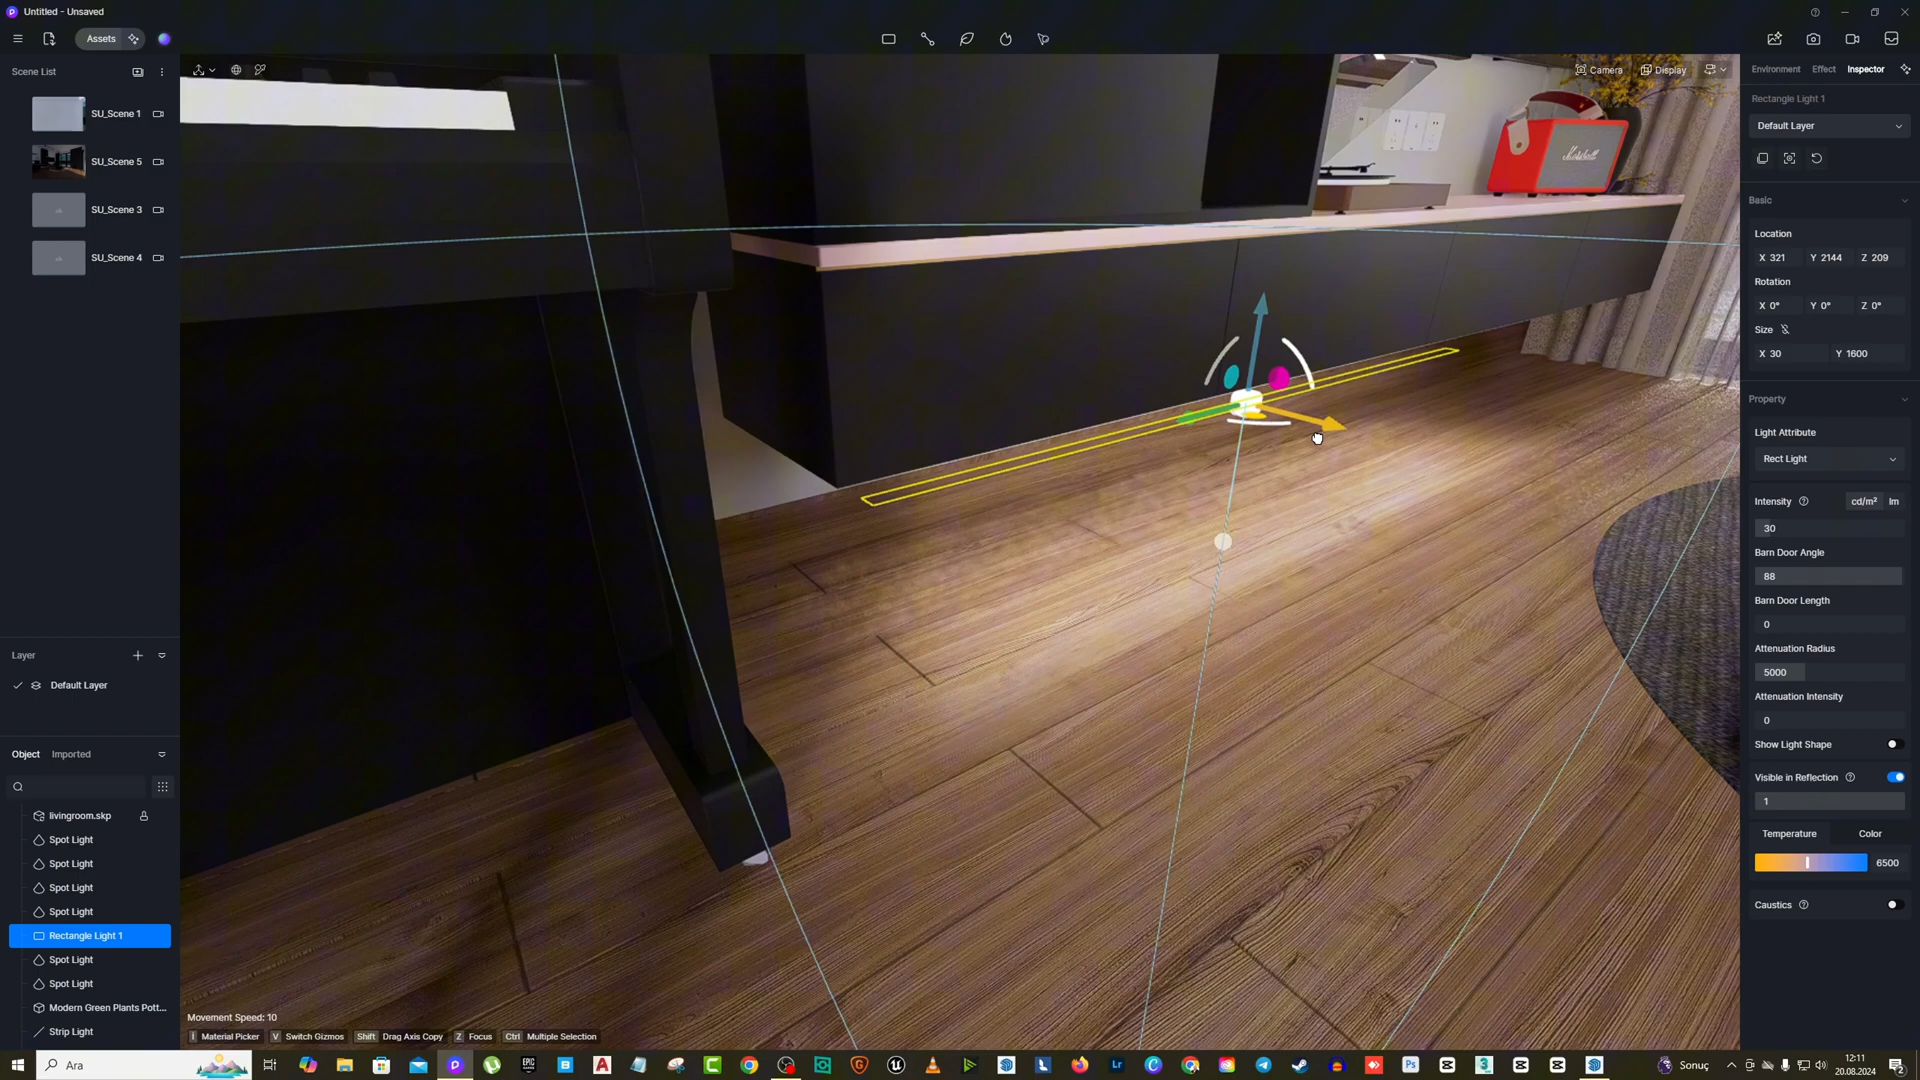 Untitled - Unsaved
Assets
Scene List
SU_Scene 1
SU_Scene 5
SU_Scene 3
SU_Scene 4
Layer
Default Layer
Object Imported
livingroom.skp
Spot Light
Spot Light
Spot Light
Spot Light
Rectangle Light 1
Spot Light
Spot Light
Modern Green Plants Pott...
Strip Light
Camera Display
Marshall
Movement Speed: 10
I Material Picker V Switch Gizmos Shift Drag Axis Copy Z Focus Ctrl Multiple Selection
Environment Effect Inspector
Rectangle Light 1
Default Layer
Basic
Location
X 321 Y 2144 Z 209
Rotation
X 0° Y 0° Z 0°
Size
X 30 Y 1600
Property
Light Attribute
Rect Light
Intensity cd/m² lm
30
Barn Door Angle
88
Barn Door Length
0
Attenuation Radius
5000
Attenuation Intensity
0
Show Light Shape
Visible in Reflection
1
Temperature Color
6500
Caustics
Ara
Sonuç
12:11
20.08.2024